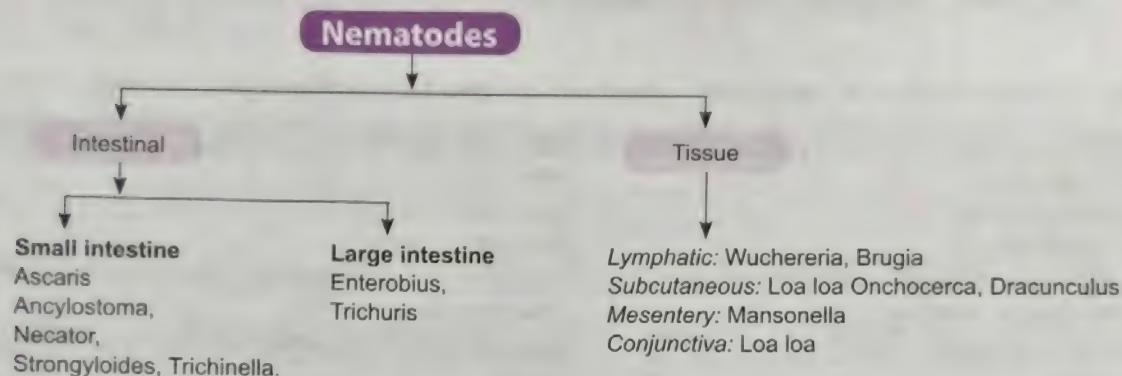 Nematodes
Intestinal
Tissue
Small intestine
Ascaris
Ancylostoma,
Necator,
Strongyloides, Trichinella,
Large intestine
Enterobius,
Trichuris
Lymphatic: Wuchereria, Brugia
Subcutaneous: Loa loa Onchocerca, Dracunculus
Mesentery: Mansonella
Conjunctiva: Loa loa